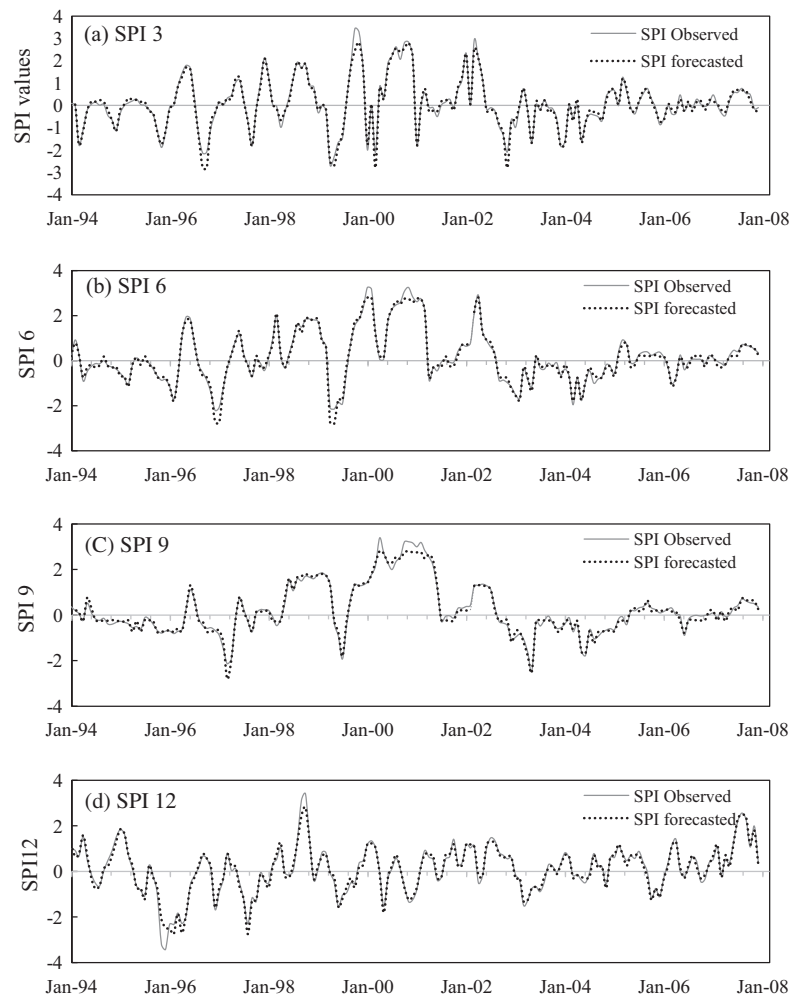 (a) SPI 3
SPI Observed
SPI forecasted
SPI values
4
3
2
1
0
-1
-2
-3
-4
Jan-94 Jan-96 Jan-98 Jan-00 Jan-02 Jan-04 Jan-06 Jan-08
(b) SPI 6
SPI Observed
SPI forecasted
SPI 6
4
2
0
-2
-4
Jan-94 Jan-96 Jan-98 Jan-00 Jan-02 Jan-04 Jan-06 Jan-08
(C) SPI 9
SPI Observed
SPI forecasted
SPI 9
4
2
0
-2
-4
Jan-94 Jan-96 Jan-98 Jan-00 Jan-02 Jan-04 Jan-06 Jan-08
(d) SPI 12
SPI Observed
SPI forecasted
SPI12
4
2
0
-2
-4
Jan-94 Jan-96 Jan-98 Jan-00 Jan-02 Jan-04 Jan-06 Jan-08